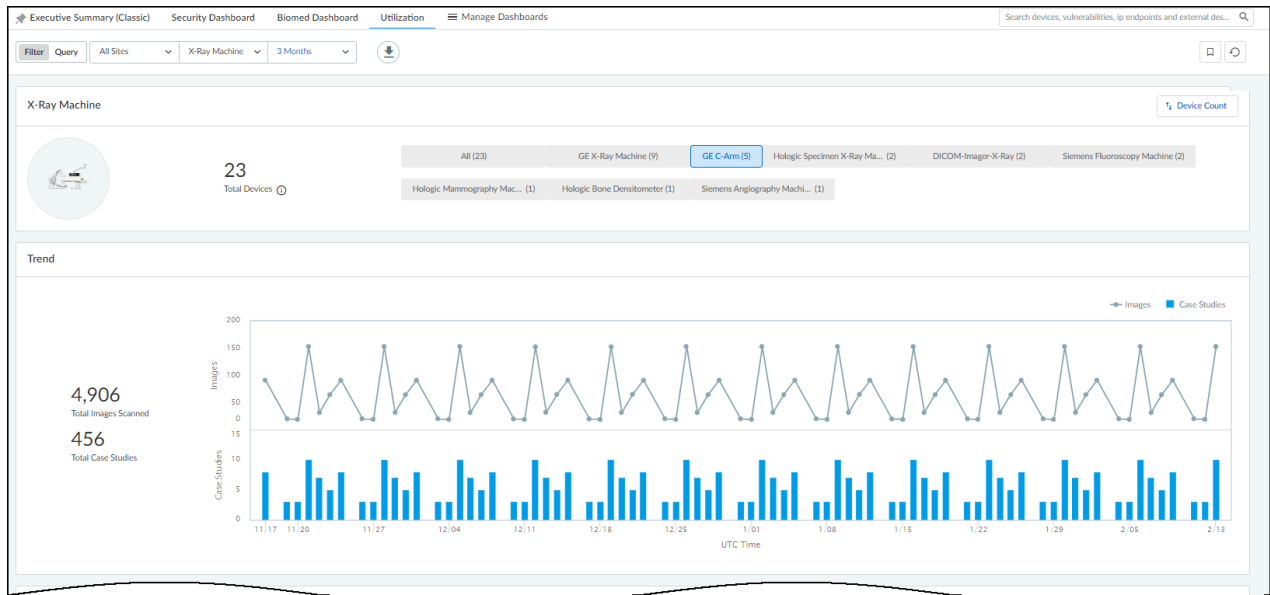 Executive Summary (Classic) Security Dashboard Biomed Dashboard Utilization Manage Dashboards Search devices, vulnerabilities, ip endpoints and external des...
Filter Query All Sites X-Ray Machine 3 Months
X-Ray Machine Device Count
23
Total Devices
All (23) GE X-Ray Machine (9) GE C-Arm (5) Hologic Specimen X-Ray Ma... (2) DICOM-Imager-X-Ray (2) Siemens Fluoroscopy Machine (2)
Hologic Mammography Mac... (1) Hologic Bone Densitometer (1) Siemens Angiography Machi... (1)
Trend
Images Case Studies
4,906
Total Images Scanned
456
Total Case Studies
Images
200
150
100
50
0
Case Studies
15
10
5
0
11/17 11/20 11/27 12/04 12/11 12/18 12/25 1/01 1/08 1/15 1/22 1/29 2/05 2/13
UTC Time